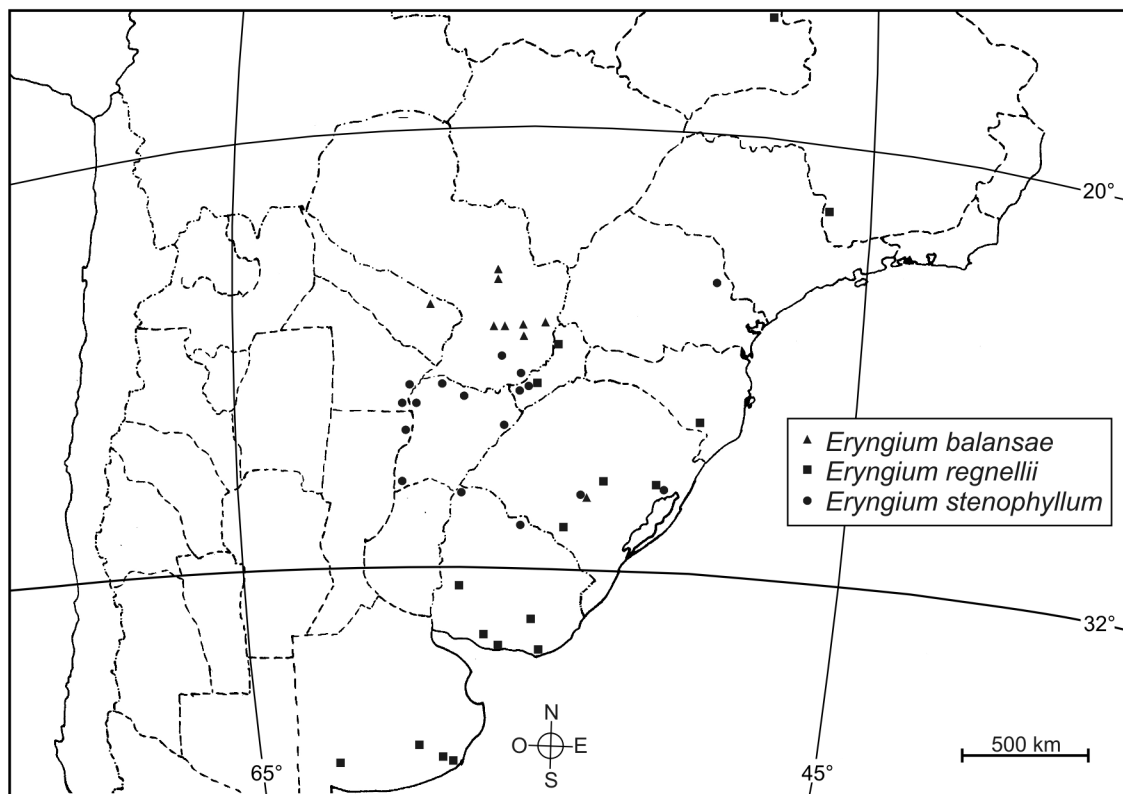 20°
Eryngium balansae
Eryngium regnellii
Eryngium stenophyllum
32°
N
O E
S
500 km
65°
45°